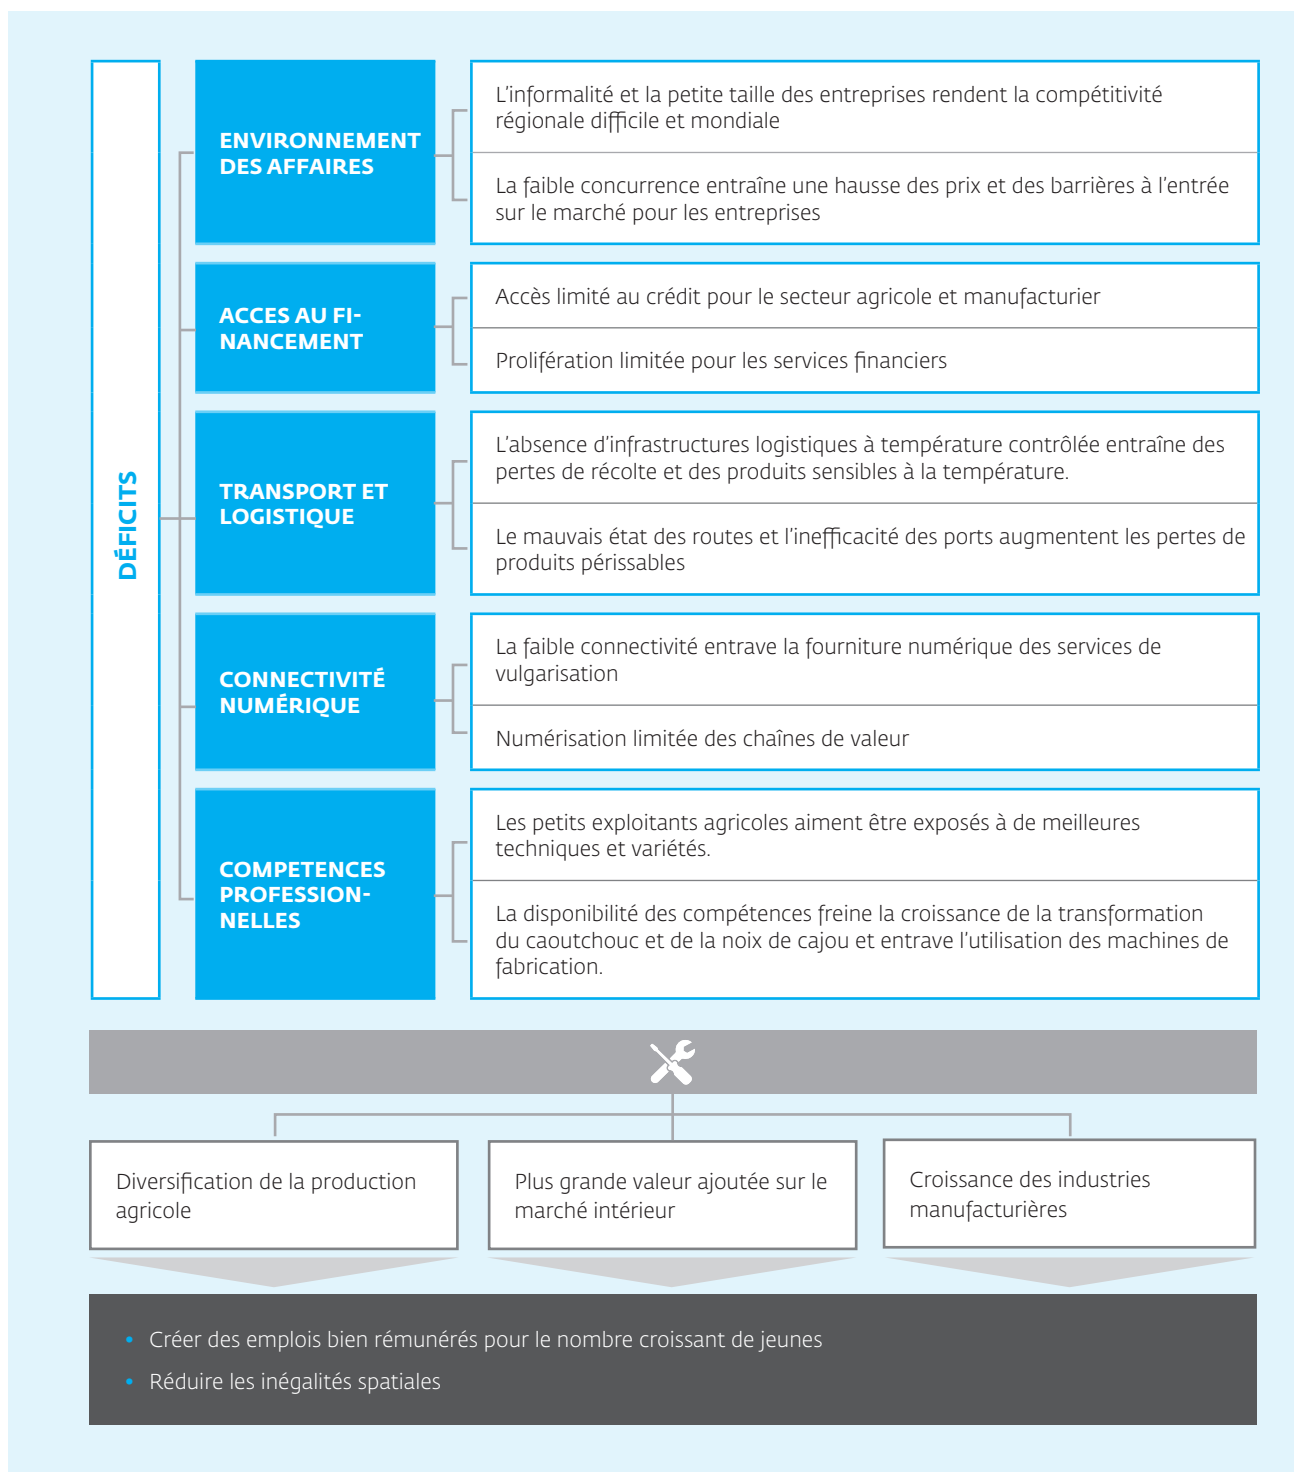 DÉFICITS
ENVIRONNEMENT
DES AFFAIRES
L'informalité et la petite taille des entreprises rendent la compétitivité
régionale difficile et mondiale
La faible concurrence entraîne une hausse des prix et des barrières à l'entrée
sur le marché pour les entreprises
ACCES AU FI-
NANCEMENT
Accès limité au crédit pour le secteur agricole et manufacturier
Prolifération limitée pour les services financiers
TRANSPORT ET
LOGISTIQUE
L'absence d'infrastructures logistiques à température contrôlée entraîne des
pertes de récolte et des produits sensibles à la température.
Le mauvais état des routes et l'inefficacité des ports augmentent les pertes de
produits périssables
CONNECTIVITÉ
NUMÉRIQUE
La faible connectivité entrave la fourniture numérique des services de
vulgarisation
Numérisation limitée des chaînes de valeur
COMPETENCES
PROFESSION-
NELLES
Les petits exploitants agricoles aiment être exposés à de meilleures
techniques et variétés.
La disponibilité des compétences freine la croissance de la transformation
du caoutchouc et de la noix de cajou et entrave l'utilisation des machines de
fabrication.
Diversification de la production
agricole
Plus grande valeur ajoutée sur le
marché intérieur
Croissance des industries
manufacturières
• Créer des emplois bien rémunérés pour le nombre croissant de jeunes
• Réduire les inégalités spatiales